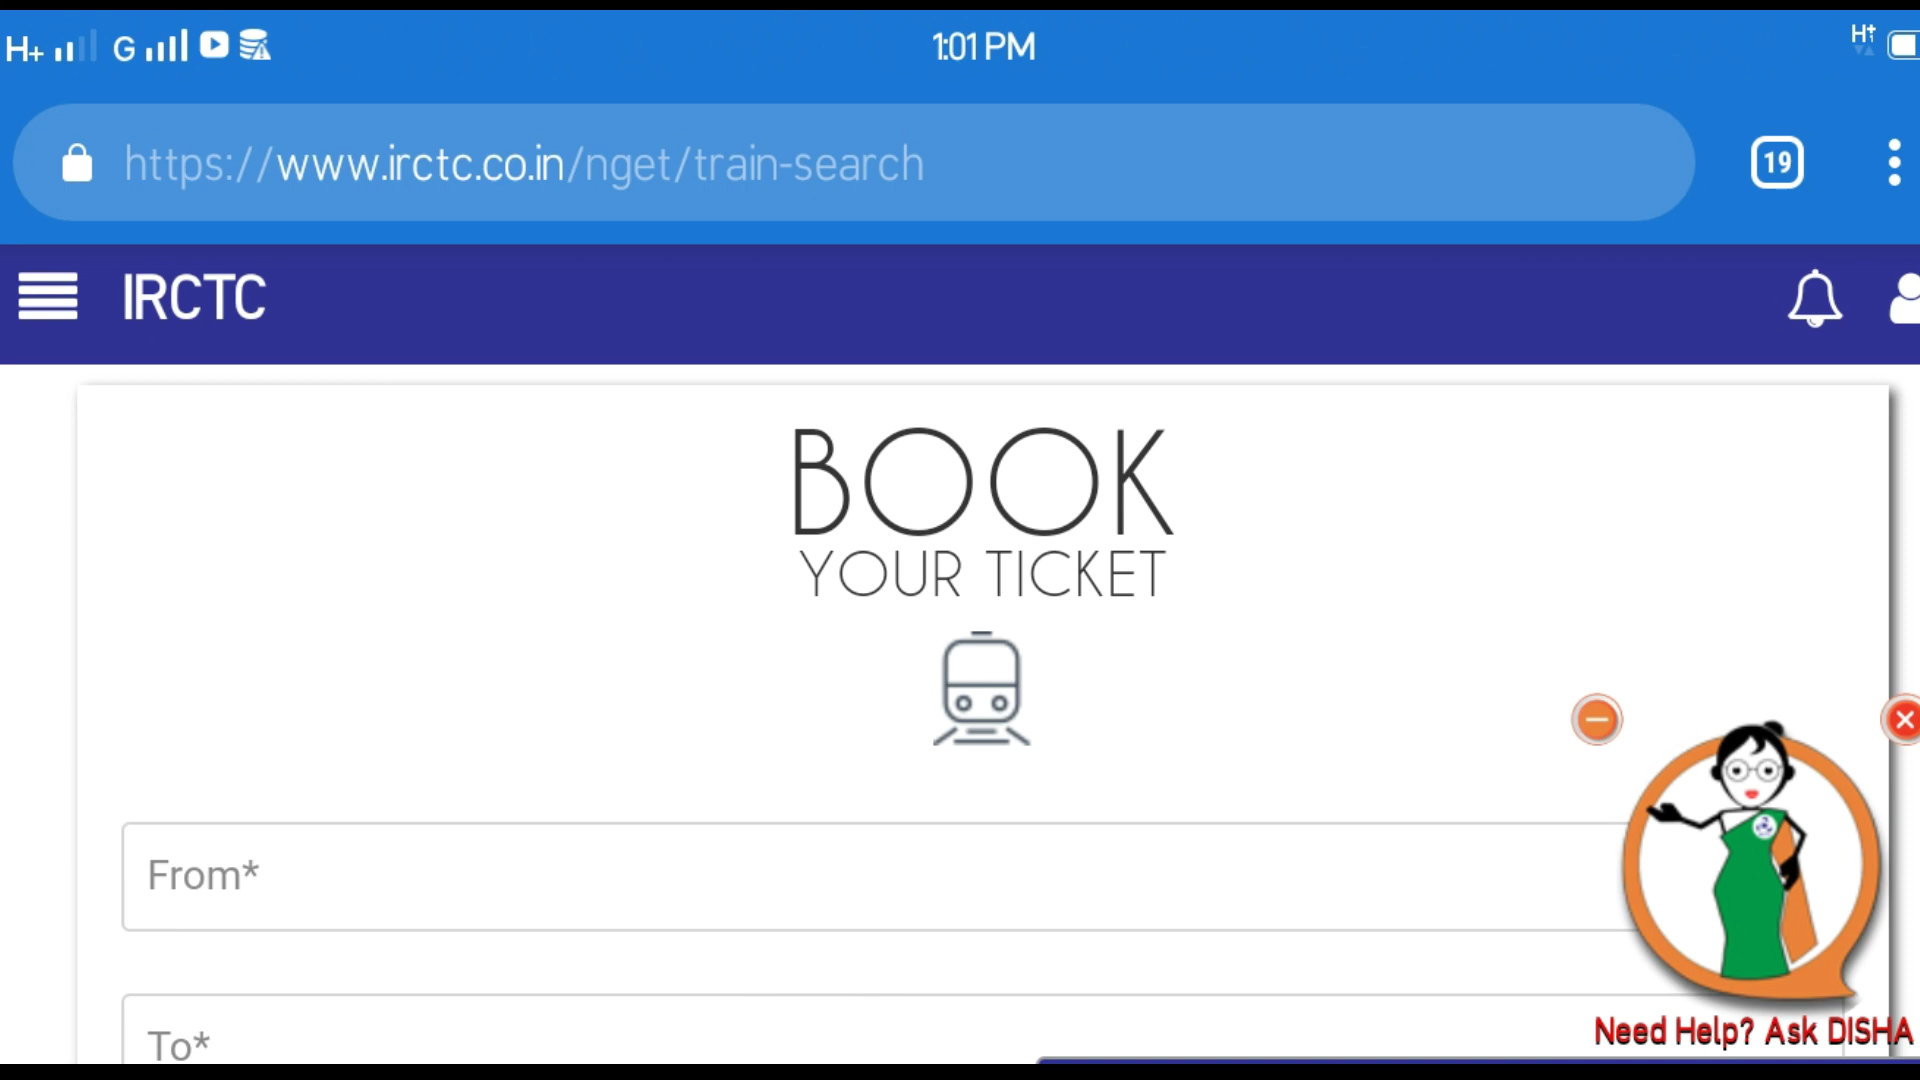 H+ G 1:01 PM H↑
https://www.irctc.co.in/nget/train-search 19
IRCTC
BOOK
YOUR TICKET
From*
To*
Need Help? Ask DISHA